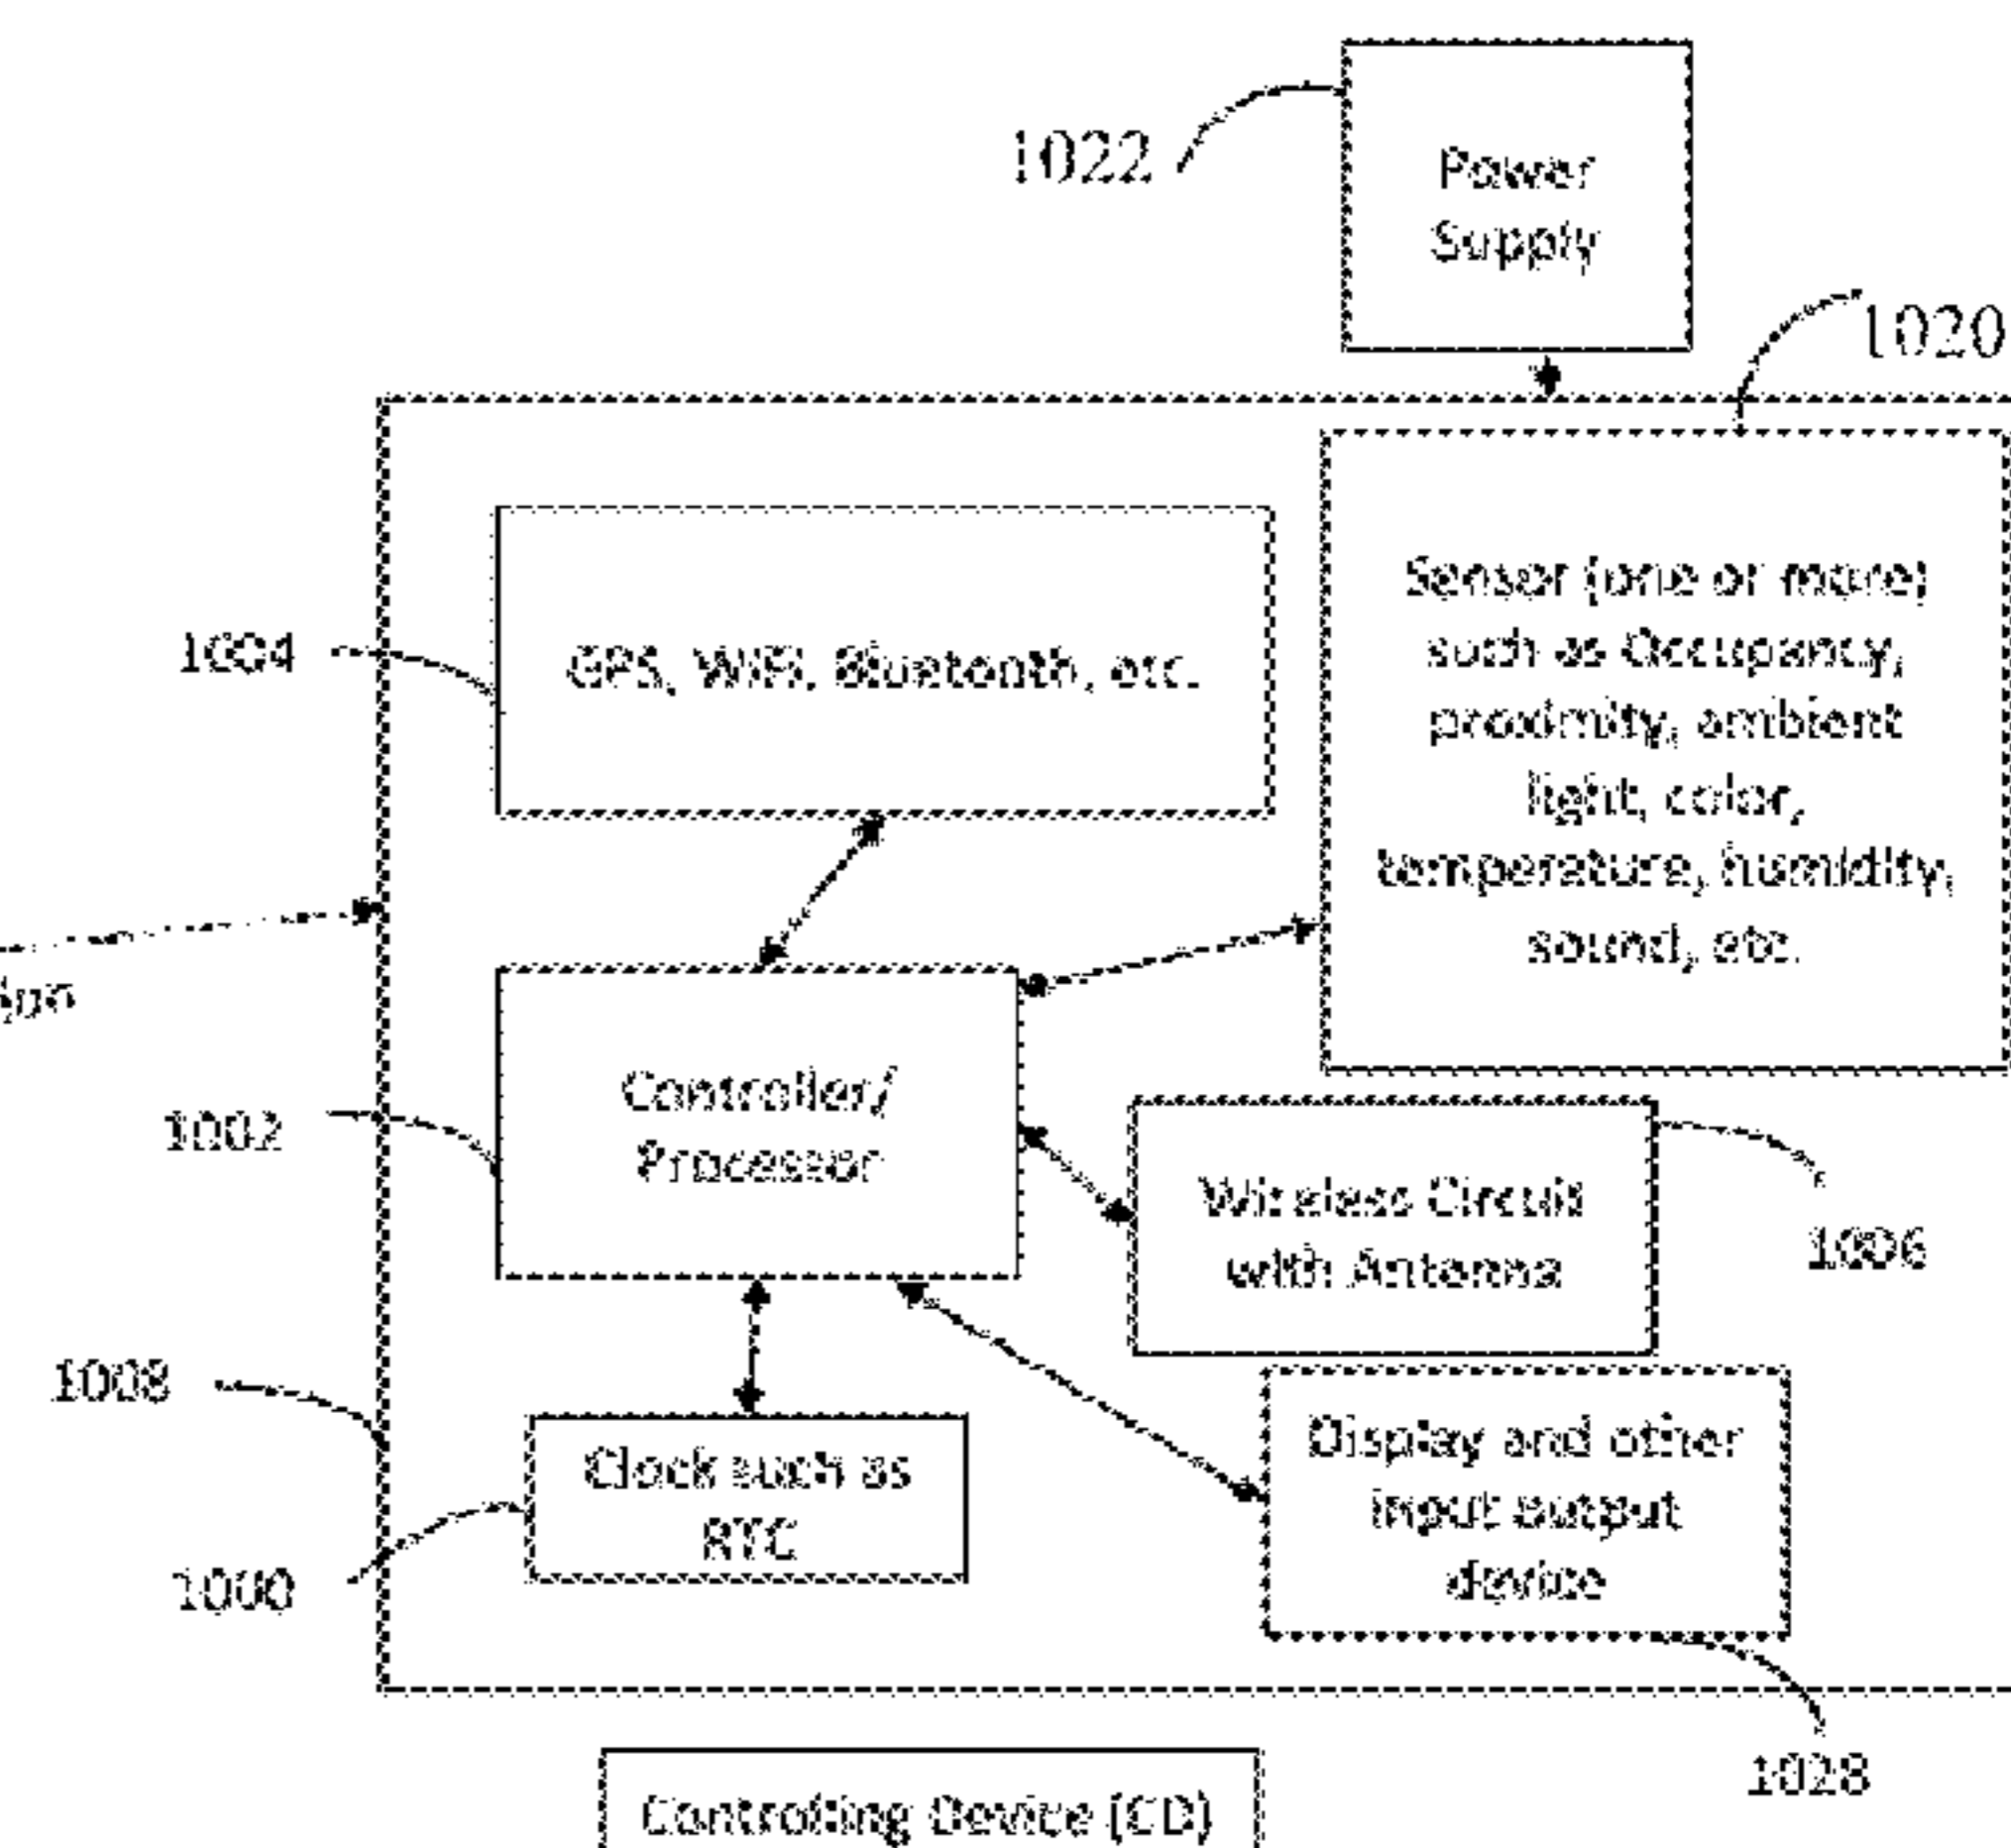 1022
Power
Supply
1020
1004
GPS, WiFi, Bluetooth, etc.
Sensor (one or more)
such as Occupancy,
proximity, ambient
light, color,
temperature, humidity,
sound, etc.
1002
Controller/
Processor
Wireless Circuit
with Antenna
1006
1008
Clock such as
RTC
1000
Display and other
input output
device
1028
Controlling Device (CD)